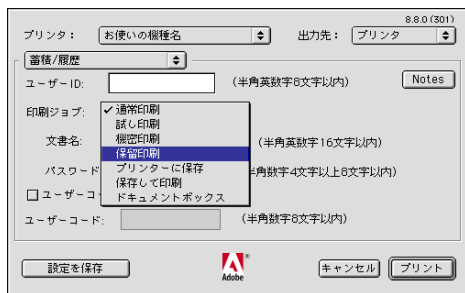 8.8.0 (301)
プリンタ： お使いの機種名 出力先： プリンタ
蓄積/履歴
ユーザーID: (半角英数字8文字以内) Notes
印刷ジョブ: ✓通常印刷
試し印刷
機密印刷
保留印刷
プリンターに保存
保存して印刷
ドキュメントボックス
文書名: (半角英数字16文字以内)
パスワード 半角数字4文字以上8文字以内)
ユーザーコ
ユーザーコード: (半角数字8文字以内)
設定を保存 Adobe キャンセル プリント